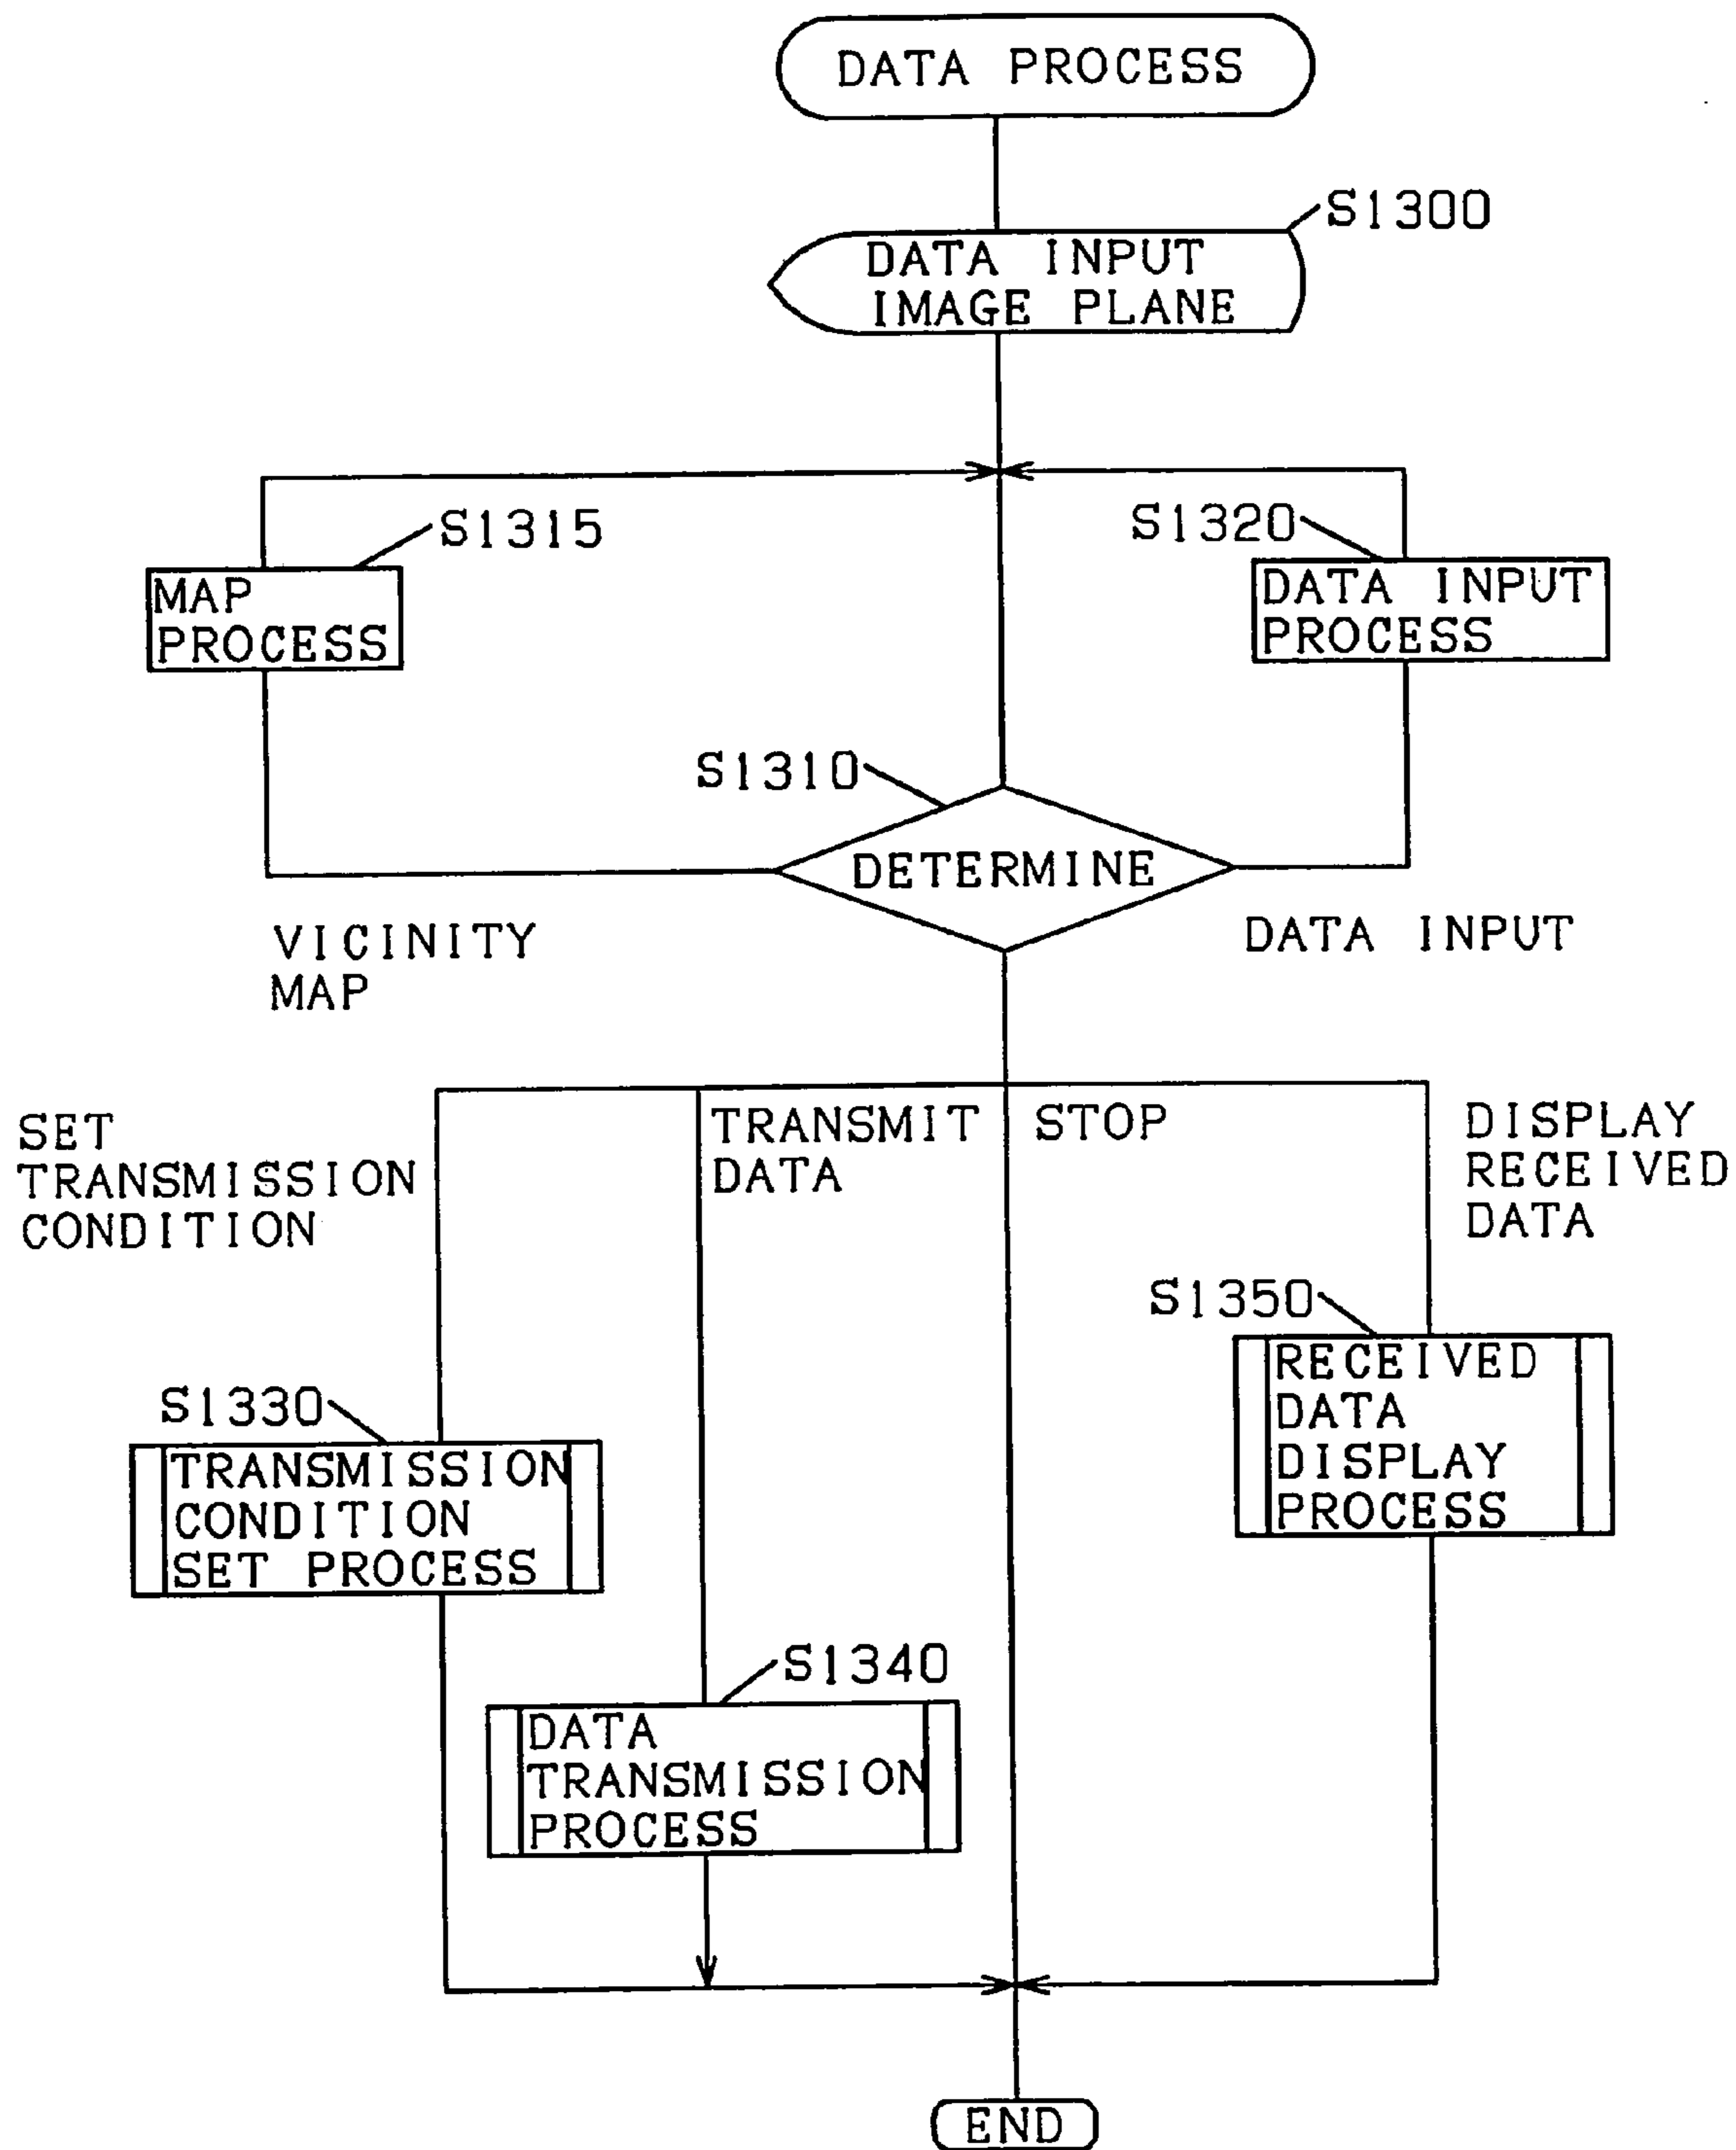 DATA PROCESS
S1300
DATA INPUT
IMAGE PLANE
S1315
S1320
MAP
PROCESS
DATA INPUT
PROCESS
S1310
DETERMINE
VICINITY
MAP
DATA INPUT
SET
TRANSMISSION
CONDITION
TRANSMIT
DATA
STOP
DISPLAY
RECEIVED
DATA
S1350
RECEIVED
DATA
DISPLAY
PROCESS
S1330
TRANSMISSION
CONDITION
SET PROCESS
S1340
DATA
TRANSMISSION
PROCESS
END